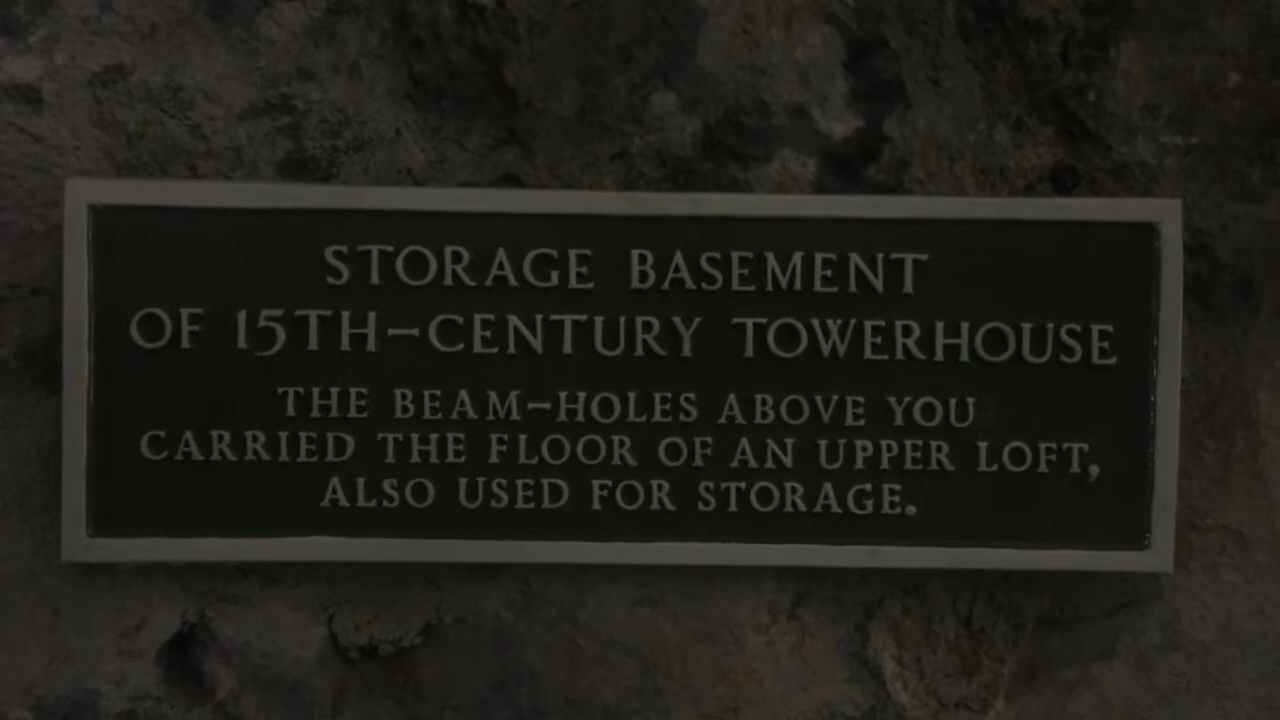 STORAGE BASEMENT
OF 15TH-CENTURY TOWERHOUSE
THE BEAM-HOLES ABOVE YOU
CARRIED THE FLOOR OF AN UPPER LOFT,
ALSO USED FOR STORAGE.